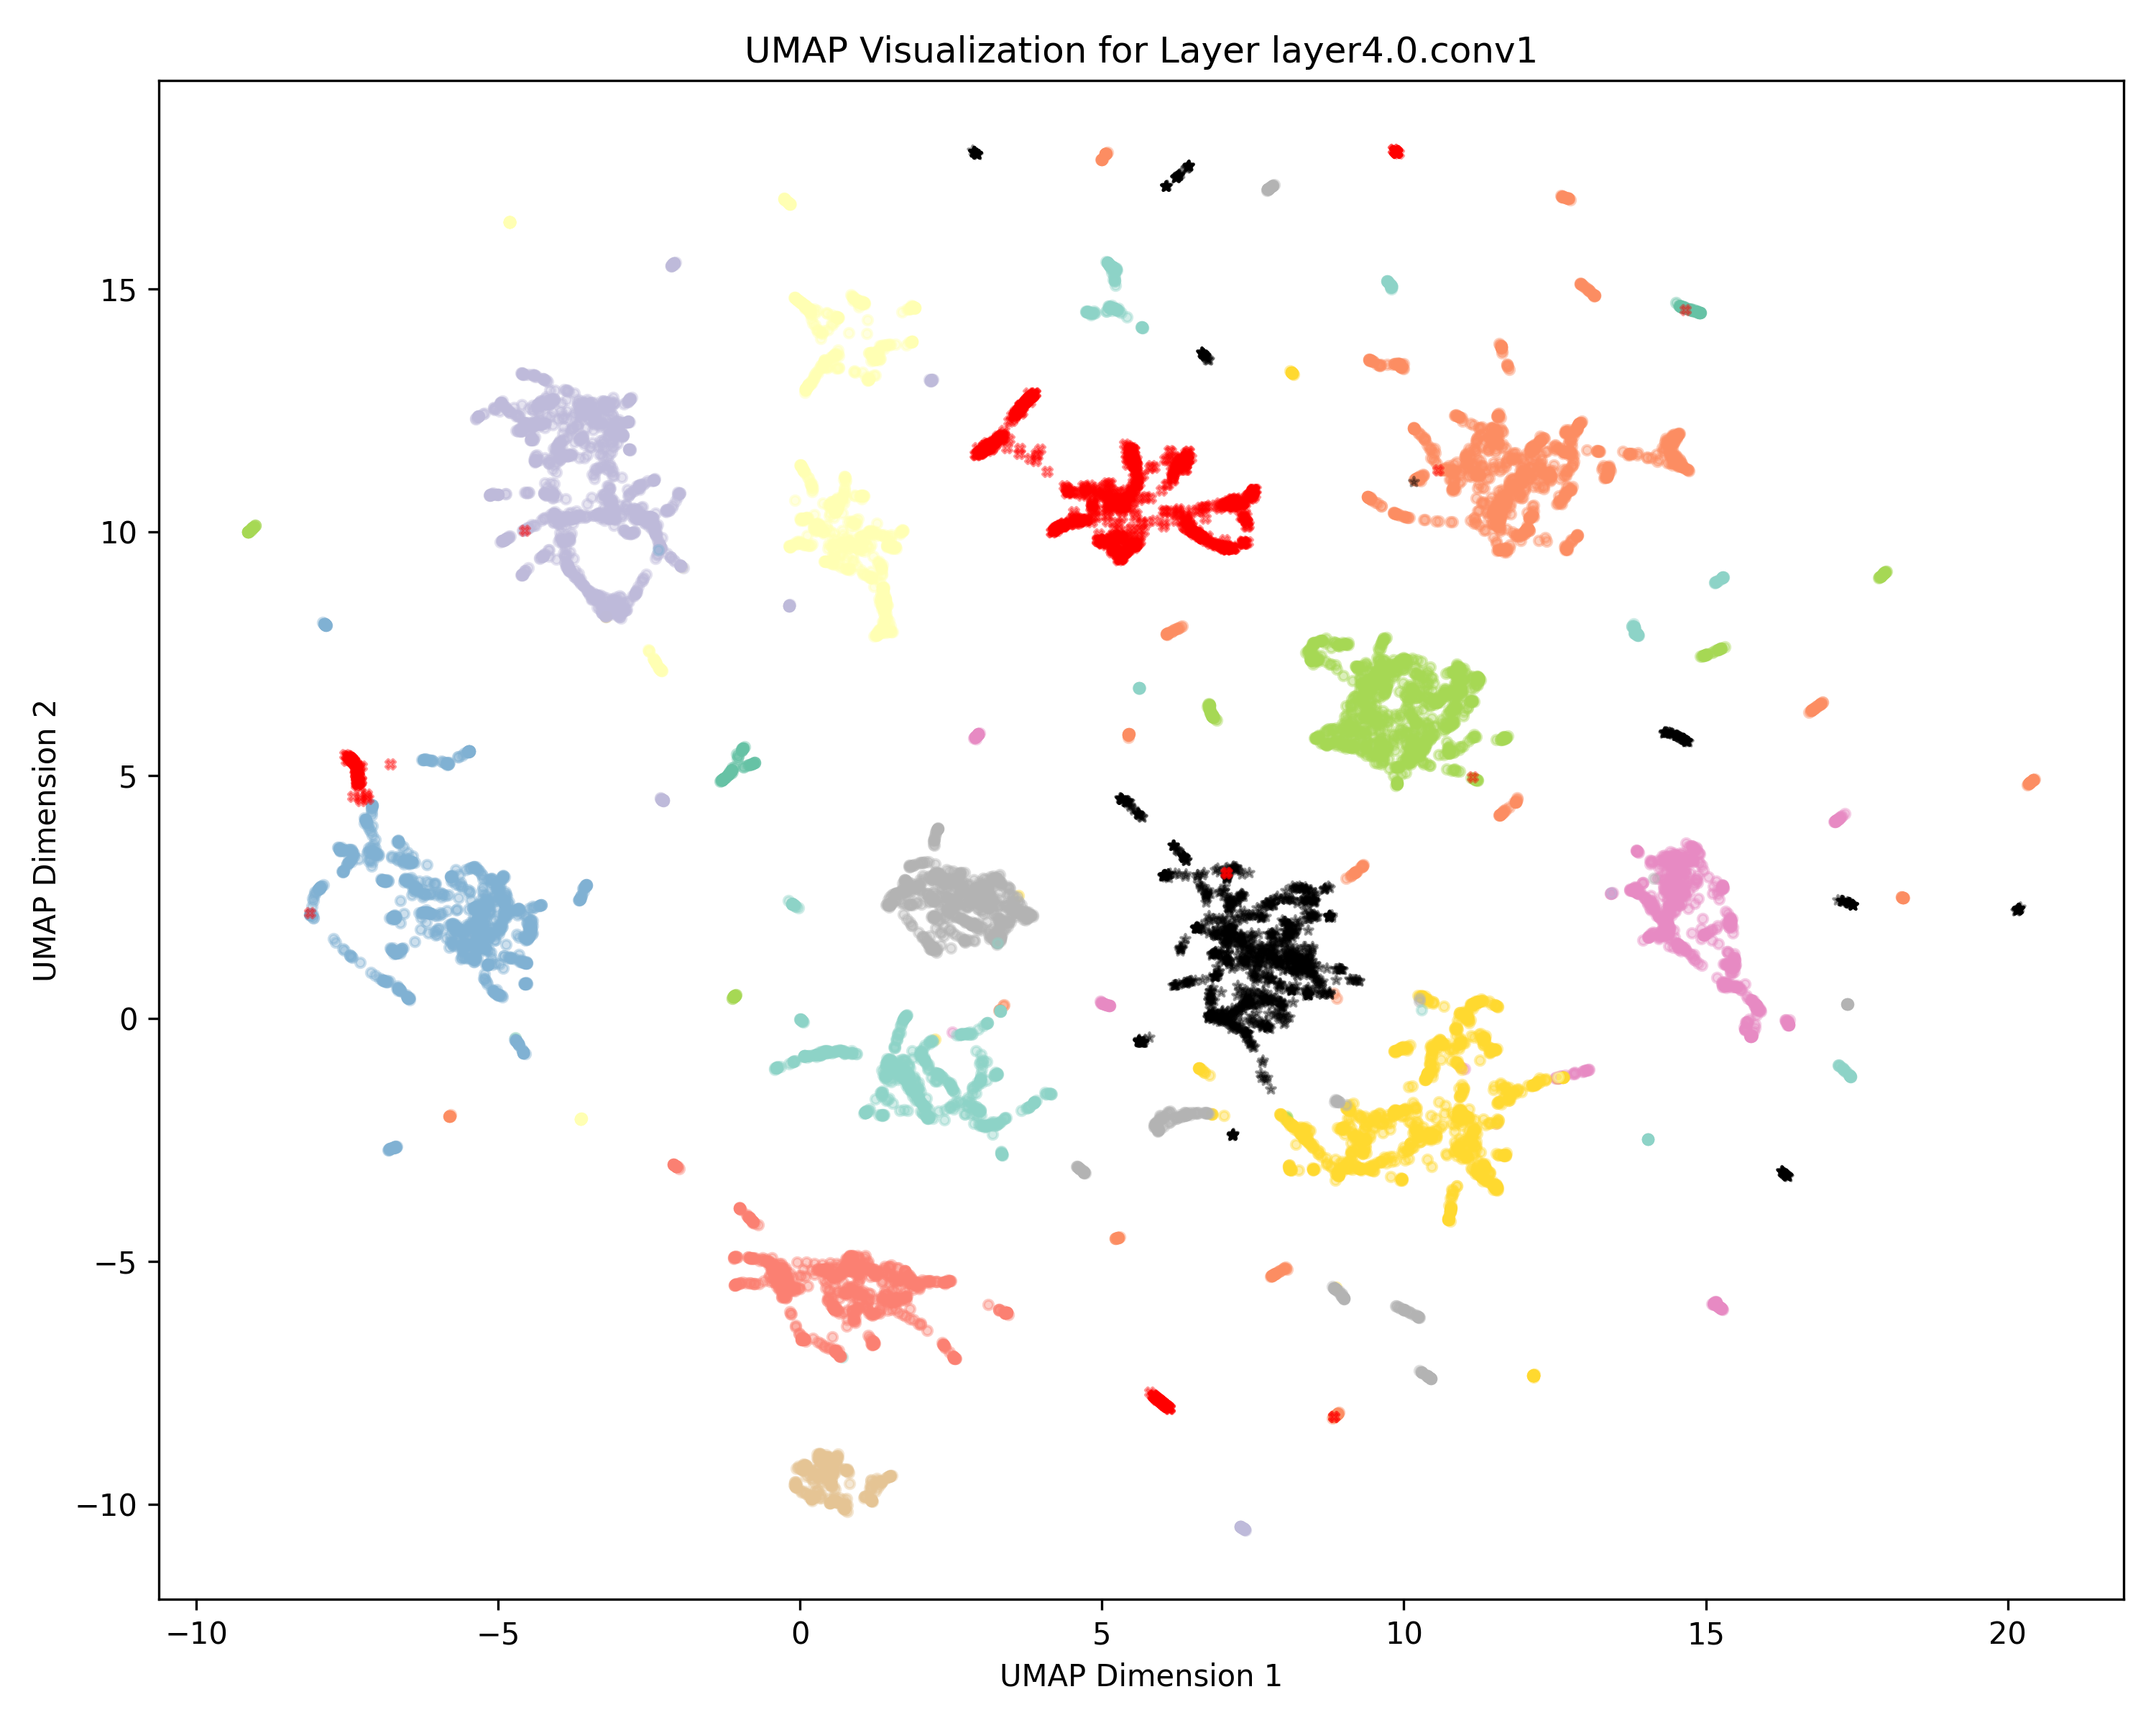 UMAP Visualization for Layer layer4.0.conv1
UMAP Dimension 2
15
10
5
0
−5
−10
−10 −5 0 5 10 15 20
UMAP Dimension 1